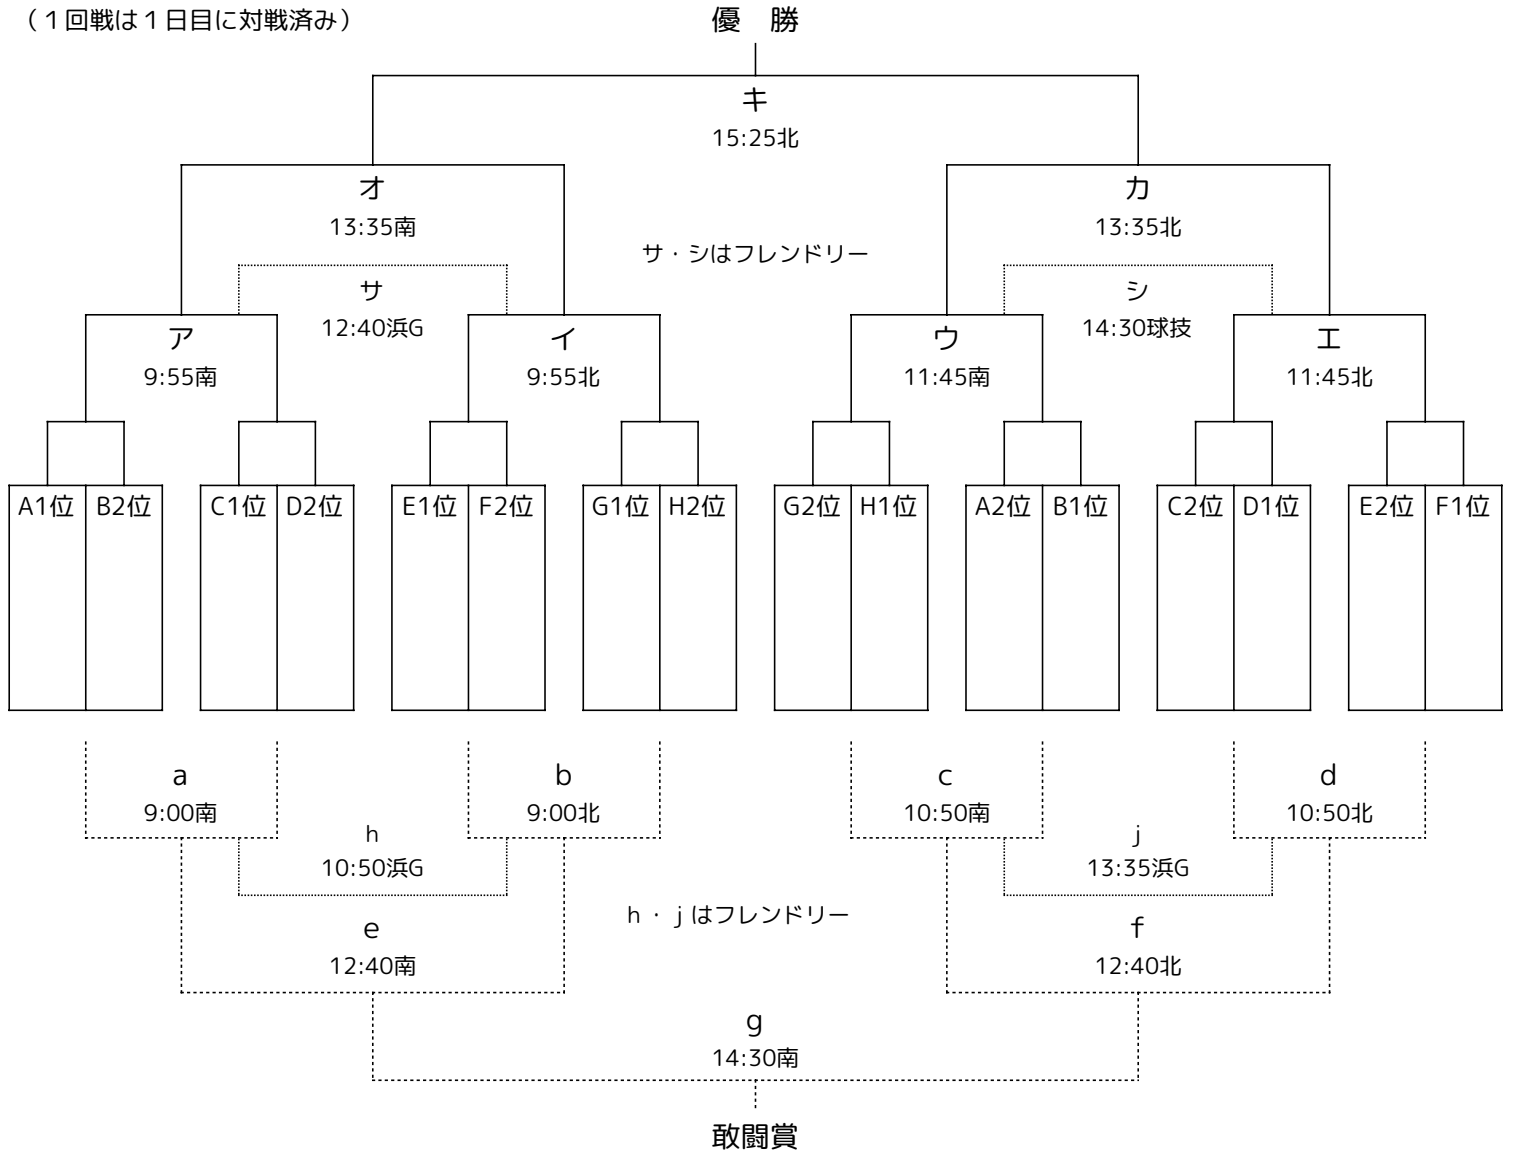 （１回戦は１日目に対戦済み）
優　勝
キ
15:25北
オ
カ
13:35南
13:35北
サ・シはフレンドリー
サ
シ
12:40浜G
14:30球技
ア
イ
ウ
エ
9:55南
9:55北
11:45南
11:45北
A1位 B2位 C1位 D2位 E1位 F2位 G1位 H2位 G2位 H1位 A2位 B1位 C2位 D1位 E2位 F1位
a
b
c
d
9:00南
9:00北
10:50南
10:50北
h
j
10:50浜G
13:35浜G
h ・ j はフレンドリー
e
f
12:40南
12:40北
g
14:30南
敢闘賞